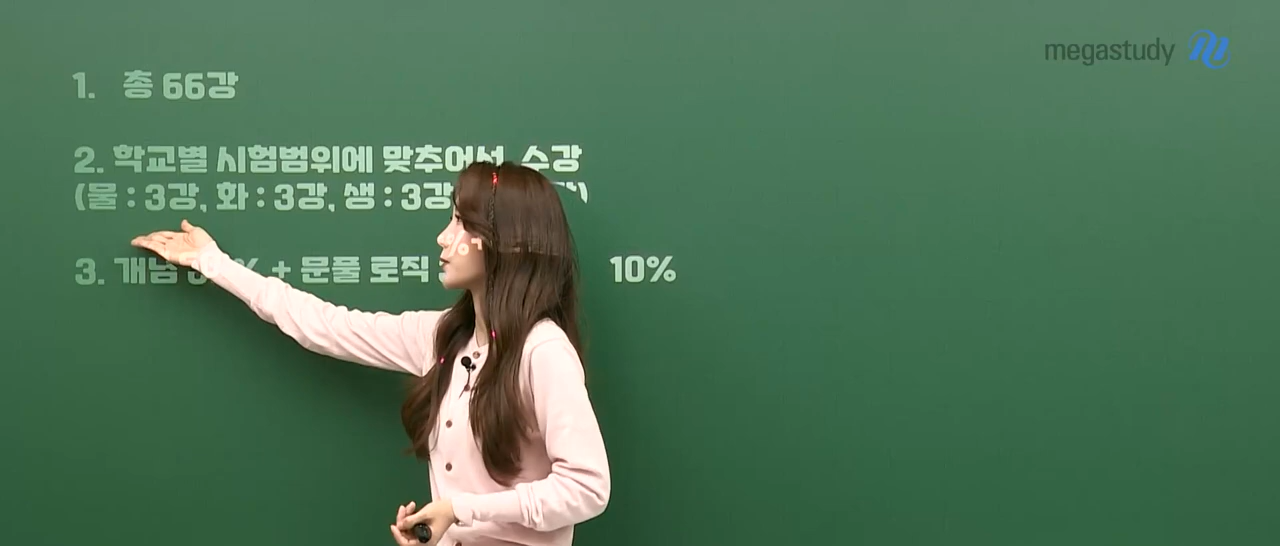 megastudy
1. 총 66강
2. 학교별 시험범위에 맞추어서 수강
(물 : 3강, 화 : 3강, 생 : 3강
3. 개념 + 문풀 로직 10%